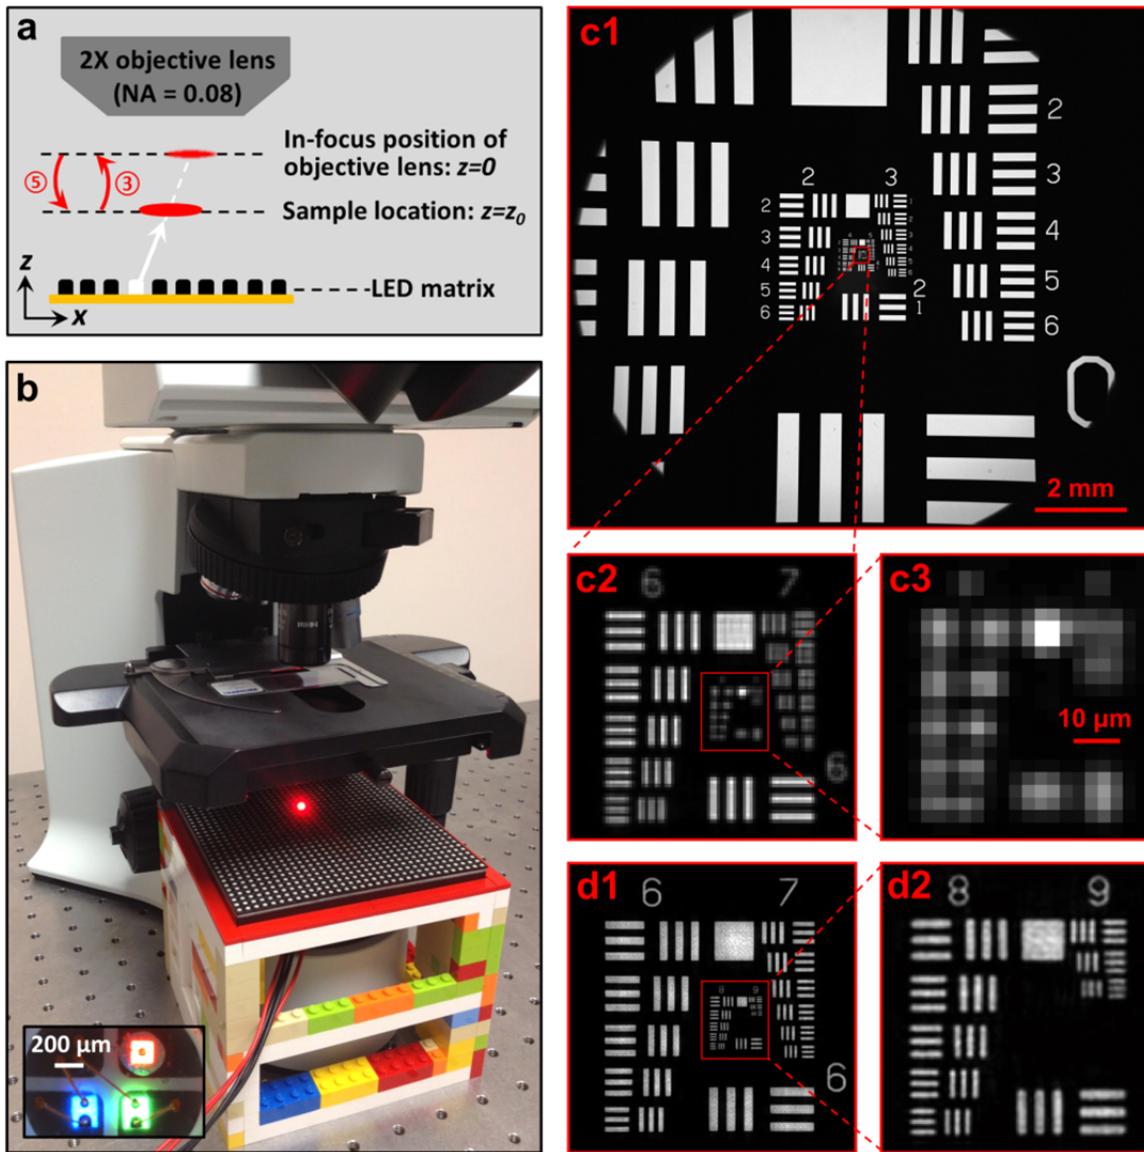 a
2X objective lens
(NA = 0.08)
In-focus position of
objective lens: z=0
⑤
③
Sample location: z=z0
z
LED matrix
x
b
200 μm
c1
2
3
4
5
6
2
3
2
3
4
5
6
2
1
2 mm
c2
6
7
6
c3
10 μm
d1
6
7
8
9
6
d2
8
9